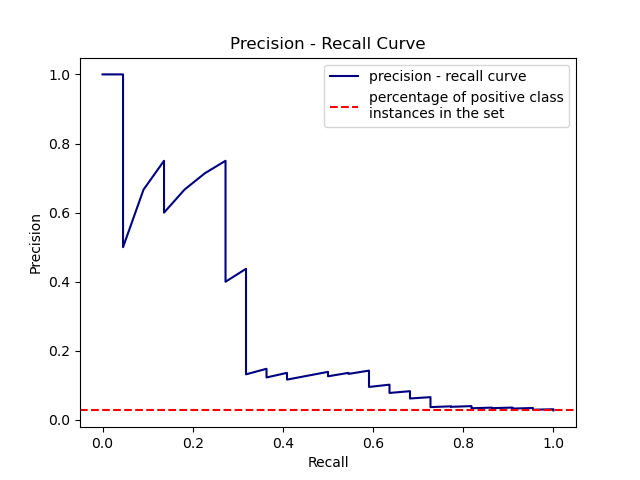 Precision - Recall Curve
precision - recall curve
percentage of positive class
instances in the set
Precision
1.0
0.8
0.6
0.4
0.2
0.0
0.0 0.2 0.4 0.6 0.8 1.0
Recall